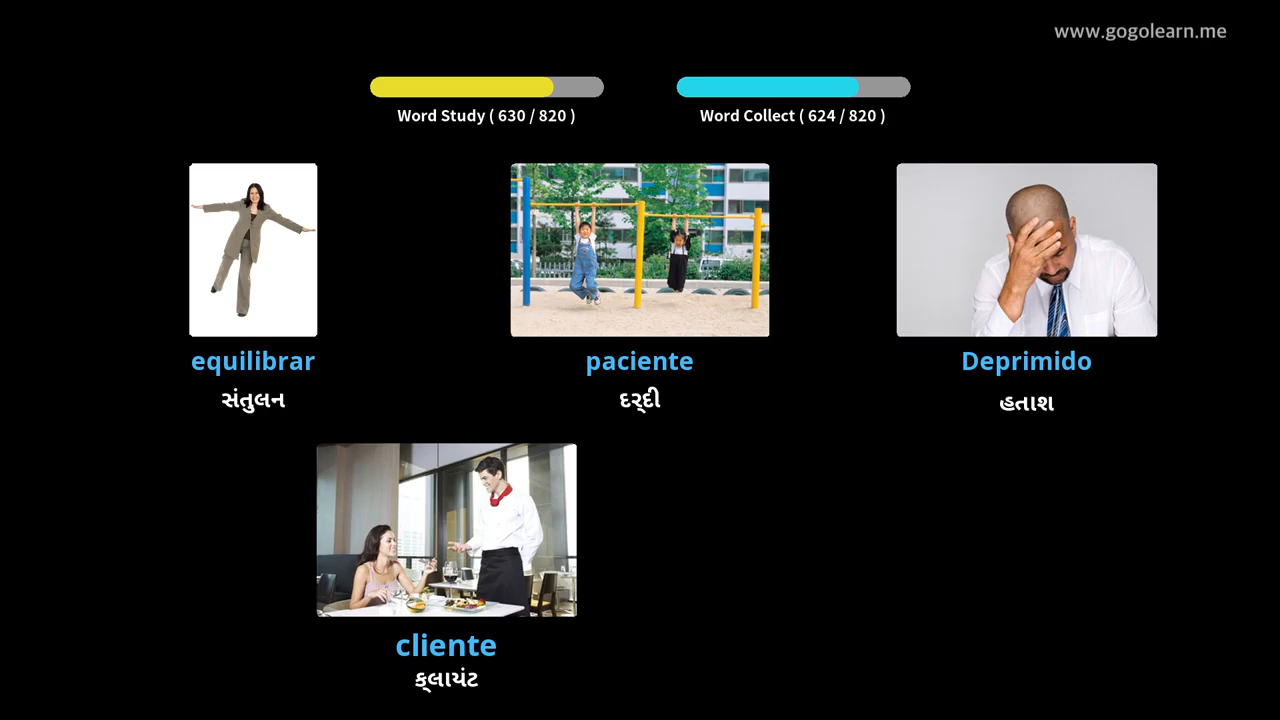 www.gogolearn.me
Word Study ( 630 / 820 )
Word Collect ( 624 / 820 )
equilibrar
સંતુલન
paciente
દર્દી
Deprimido
હતાશ
cliente
ક્લાયંટ